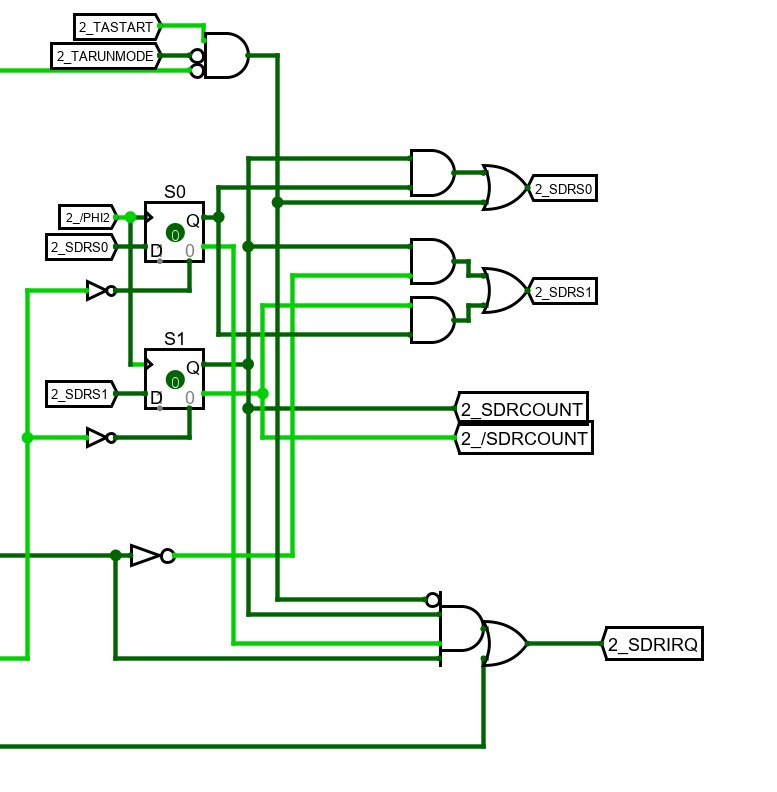 2_TASTART
2_TARUNMODE
S0
2_/PHI2
Q
2_SDRS0
0
D
0
2_SDRS0
S1
Q
2_SDRS1
0
D
0
2_SDRS1
2_SDRCOUNT
2_/SDRCOUNT
2_SDRIRQ